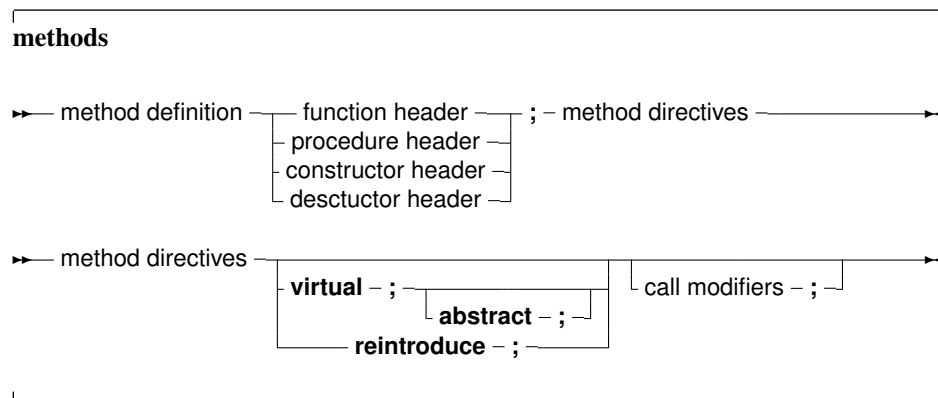 methods
method definition function header ; method directives
procedure header
constructor header
desctuctor header
method directives
virtual ; call modifiers ;
abstract ;
reintroduce ;